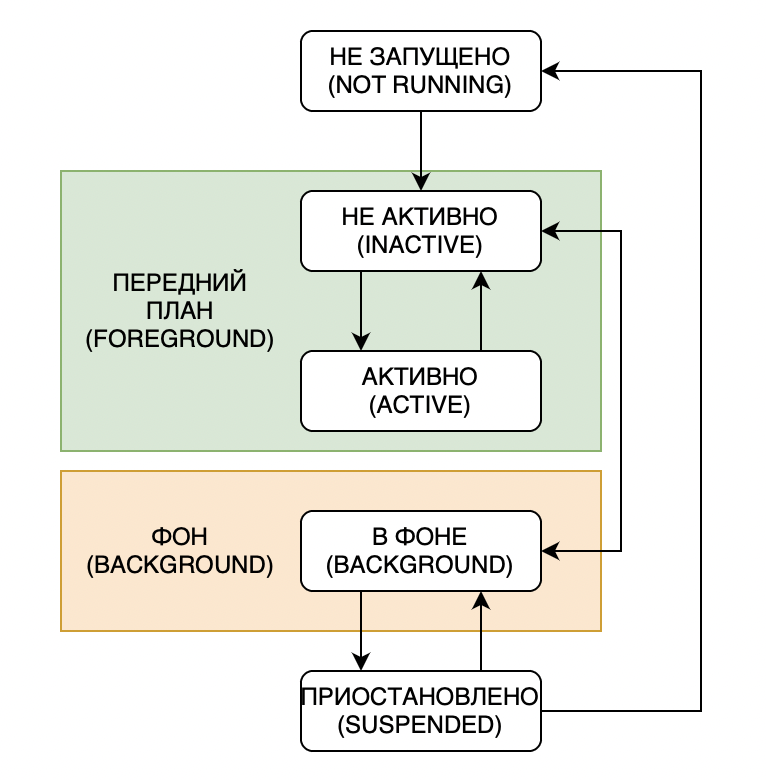 НЕ ЗАПУЩЕНО
(NOT RUNNING)
НЕ АКТИВНО
(INACTIVE)
ПЕРЕДНИЙ
ПЛАН
(FOREGROUND)
АКТИВНО
(ACTIVE)
ФОН
(BACKGROUND)
В ФОНЕ
(BACKGROUND)
ПРИОСТАНОВЛЕНО
(SUSPENDED)